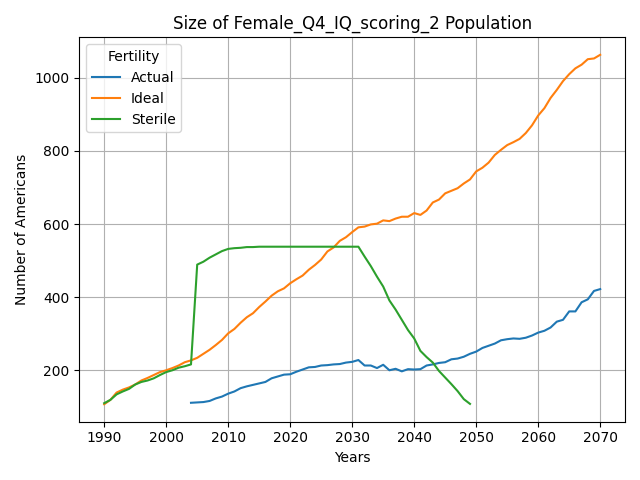 Size of Female_Q4_IQ_scoring_2 Population
Fertility
Actual
Ideal
Sterile
Number of Americans
1000
800
600
400
200
1990 2000 2010 2020 2030 2040 2050 2060 2070
Years